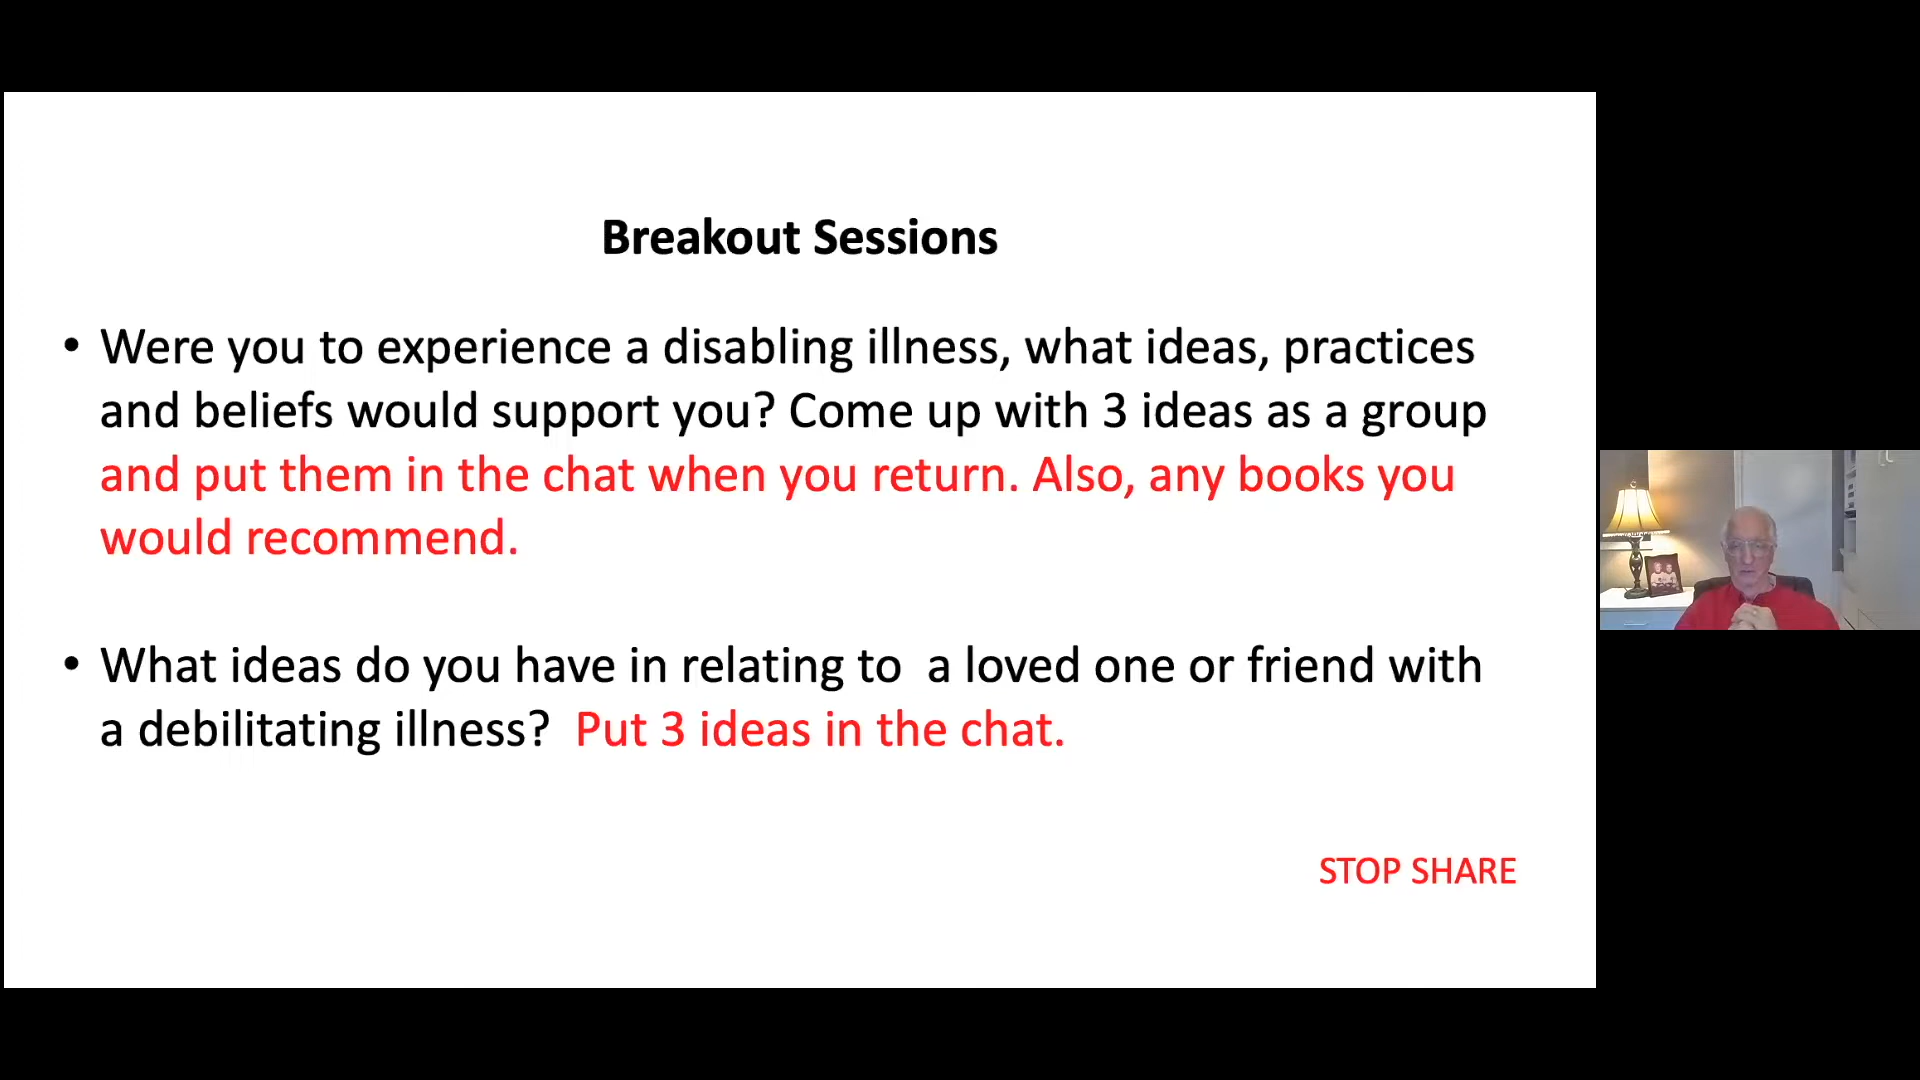 Breakout Sessions
• Were you to experience a disabling illness, what ideas, practices
and beliefs would support you? Come up with 3 ideas as a group
and put them in the chat when you return. Also, any books you
would recommend.
• What ideas do you have in relating to  a loved one or friend with
a debilitating illness?  Put 3 ideas in the chat.
STOP SHARE